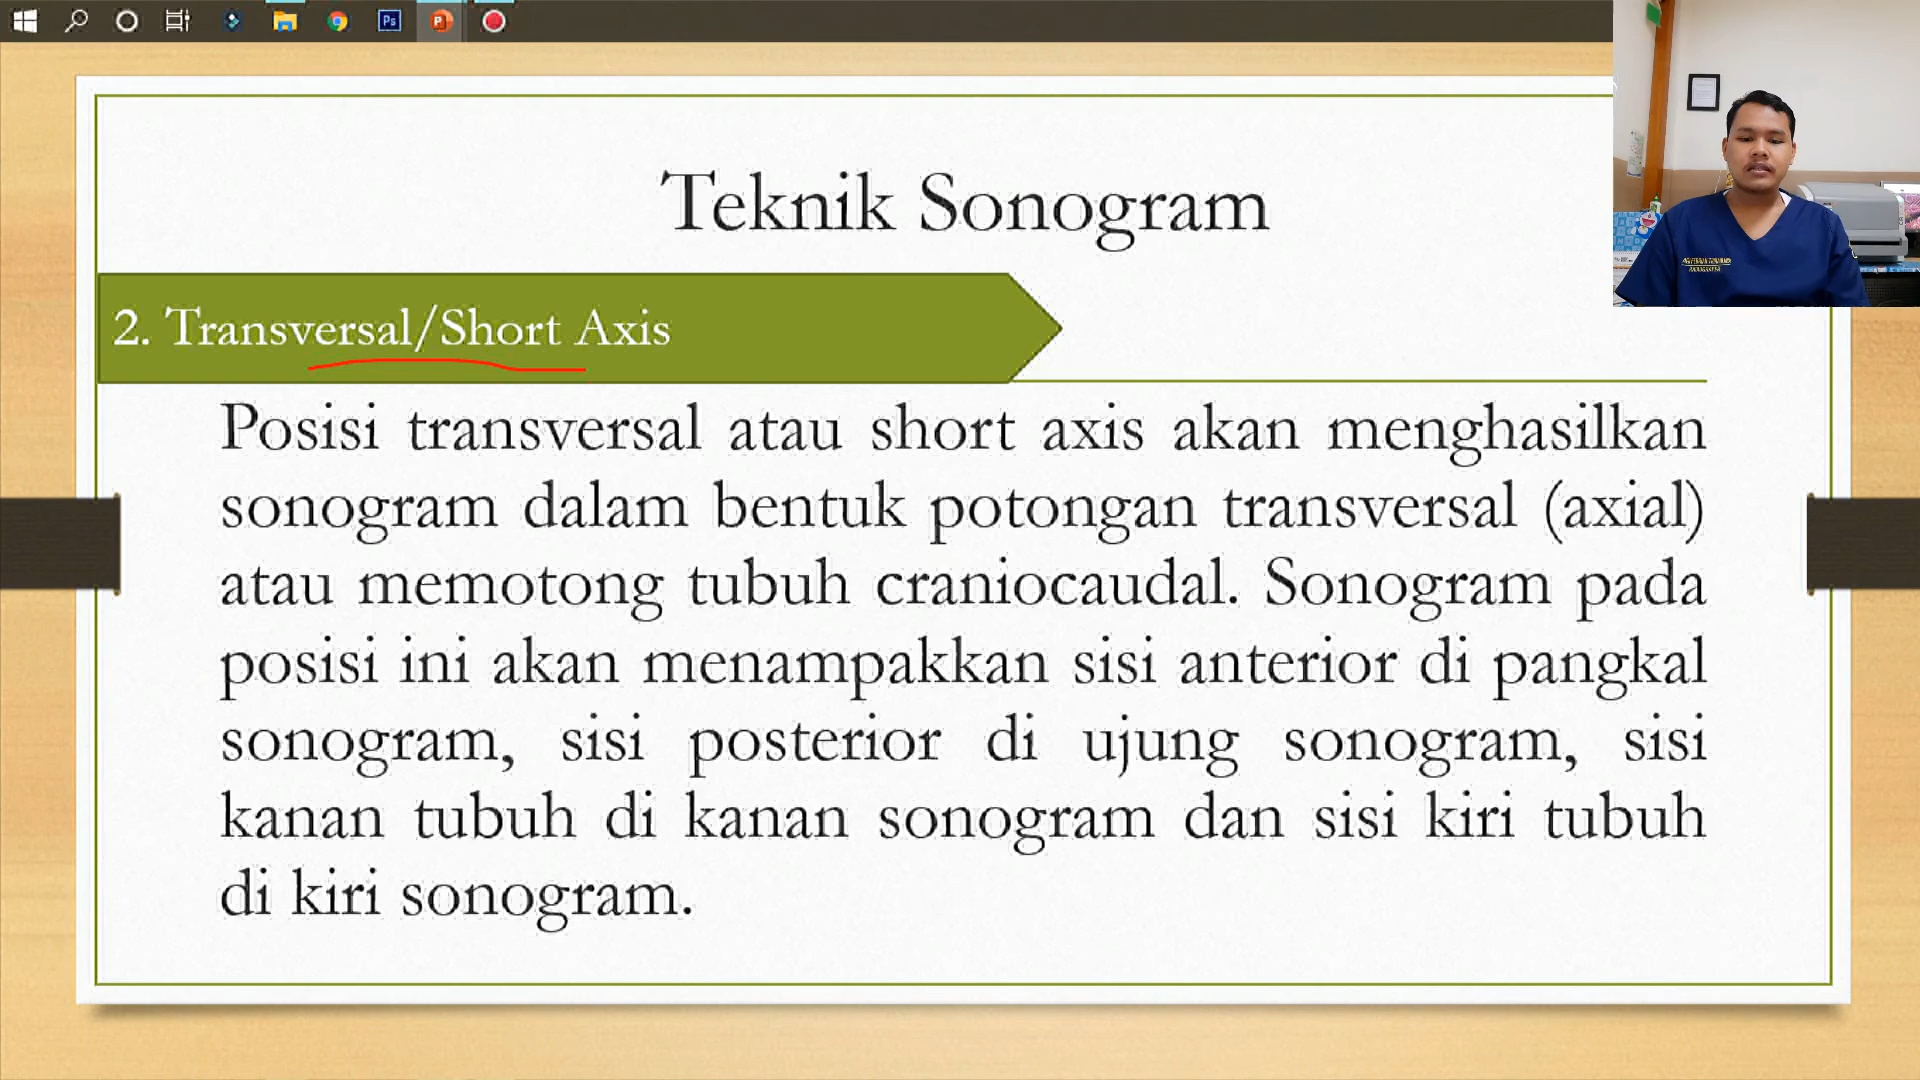 Ps
P
Teknik Sonogram
2. Transversal/Short Axis
Posisi transversal atau short axis akan menghasilkan
sonogram dalam bentuk potongan transversal (axial)
atau memotong tubuh craniocaudal. Sonogram pada
posisi ini akan menampakkan sisi anterior di pangkal
sonogram, sisi posterior di ujung sonogram, sisi
kanan tubuh di kanan sonogram dan sisi kiri tubuh
di kiri sonogram.